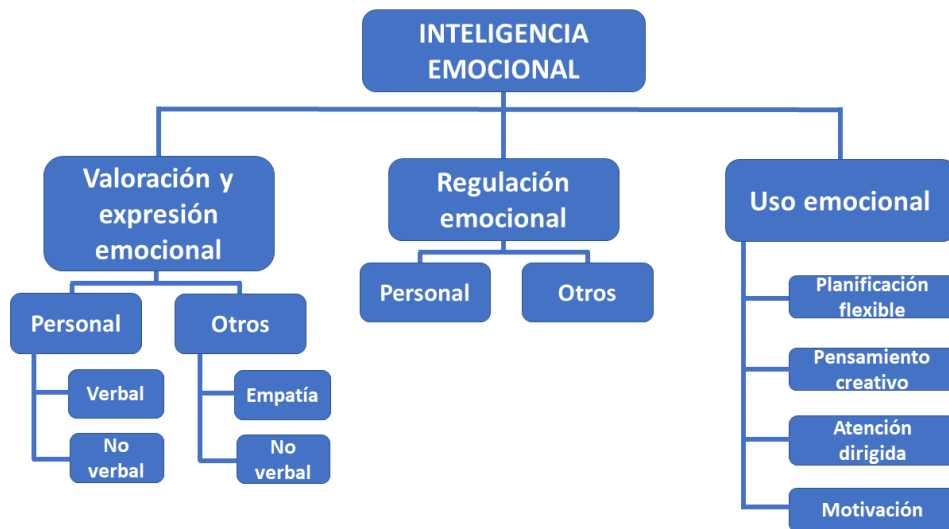 INTELIGENCIA
EMOCIONAL
Valoración y
expresión
emocional
Regulación
emocional
Uso emocional
Personal
Otros
Personal
Otros
Verbal
No
verbal
Empatía
No
verbal
Planificación
flexible
Pensamiento
creativo
Atención
dirigida
Motivación